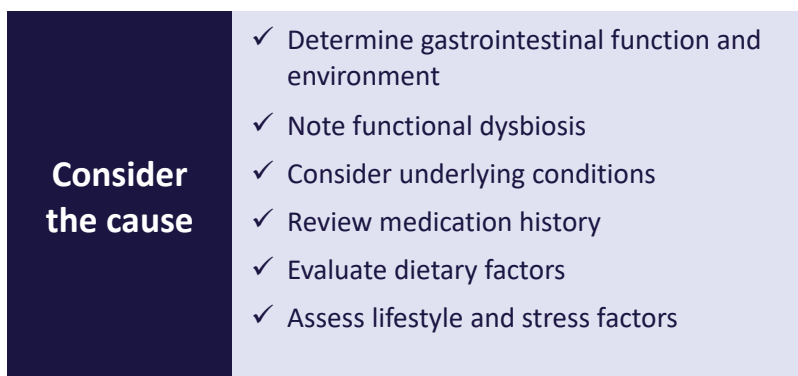 Consider
the cause
✓ Determine gastrointestinal function and
environment
✓ Note functional dysbiosis
✓ Consider underlying conditions
✓ Review medication history
✓ Evaluate dietary factors
✓ Assess lifestyle and stress factors